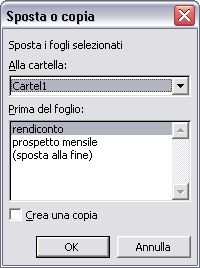 Sposta o copia
Sposta i fogli selezionati
Alla cartella:
Cartel1
Prima del foglio:
rendiconto
prospetto mensile
(sposta alla fine)
Crea una copia
OK
Annulla